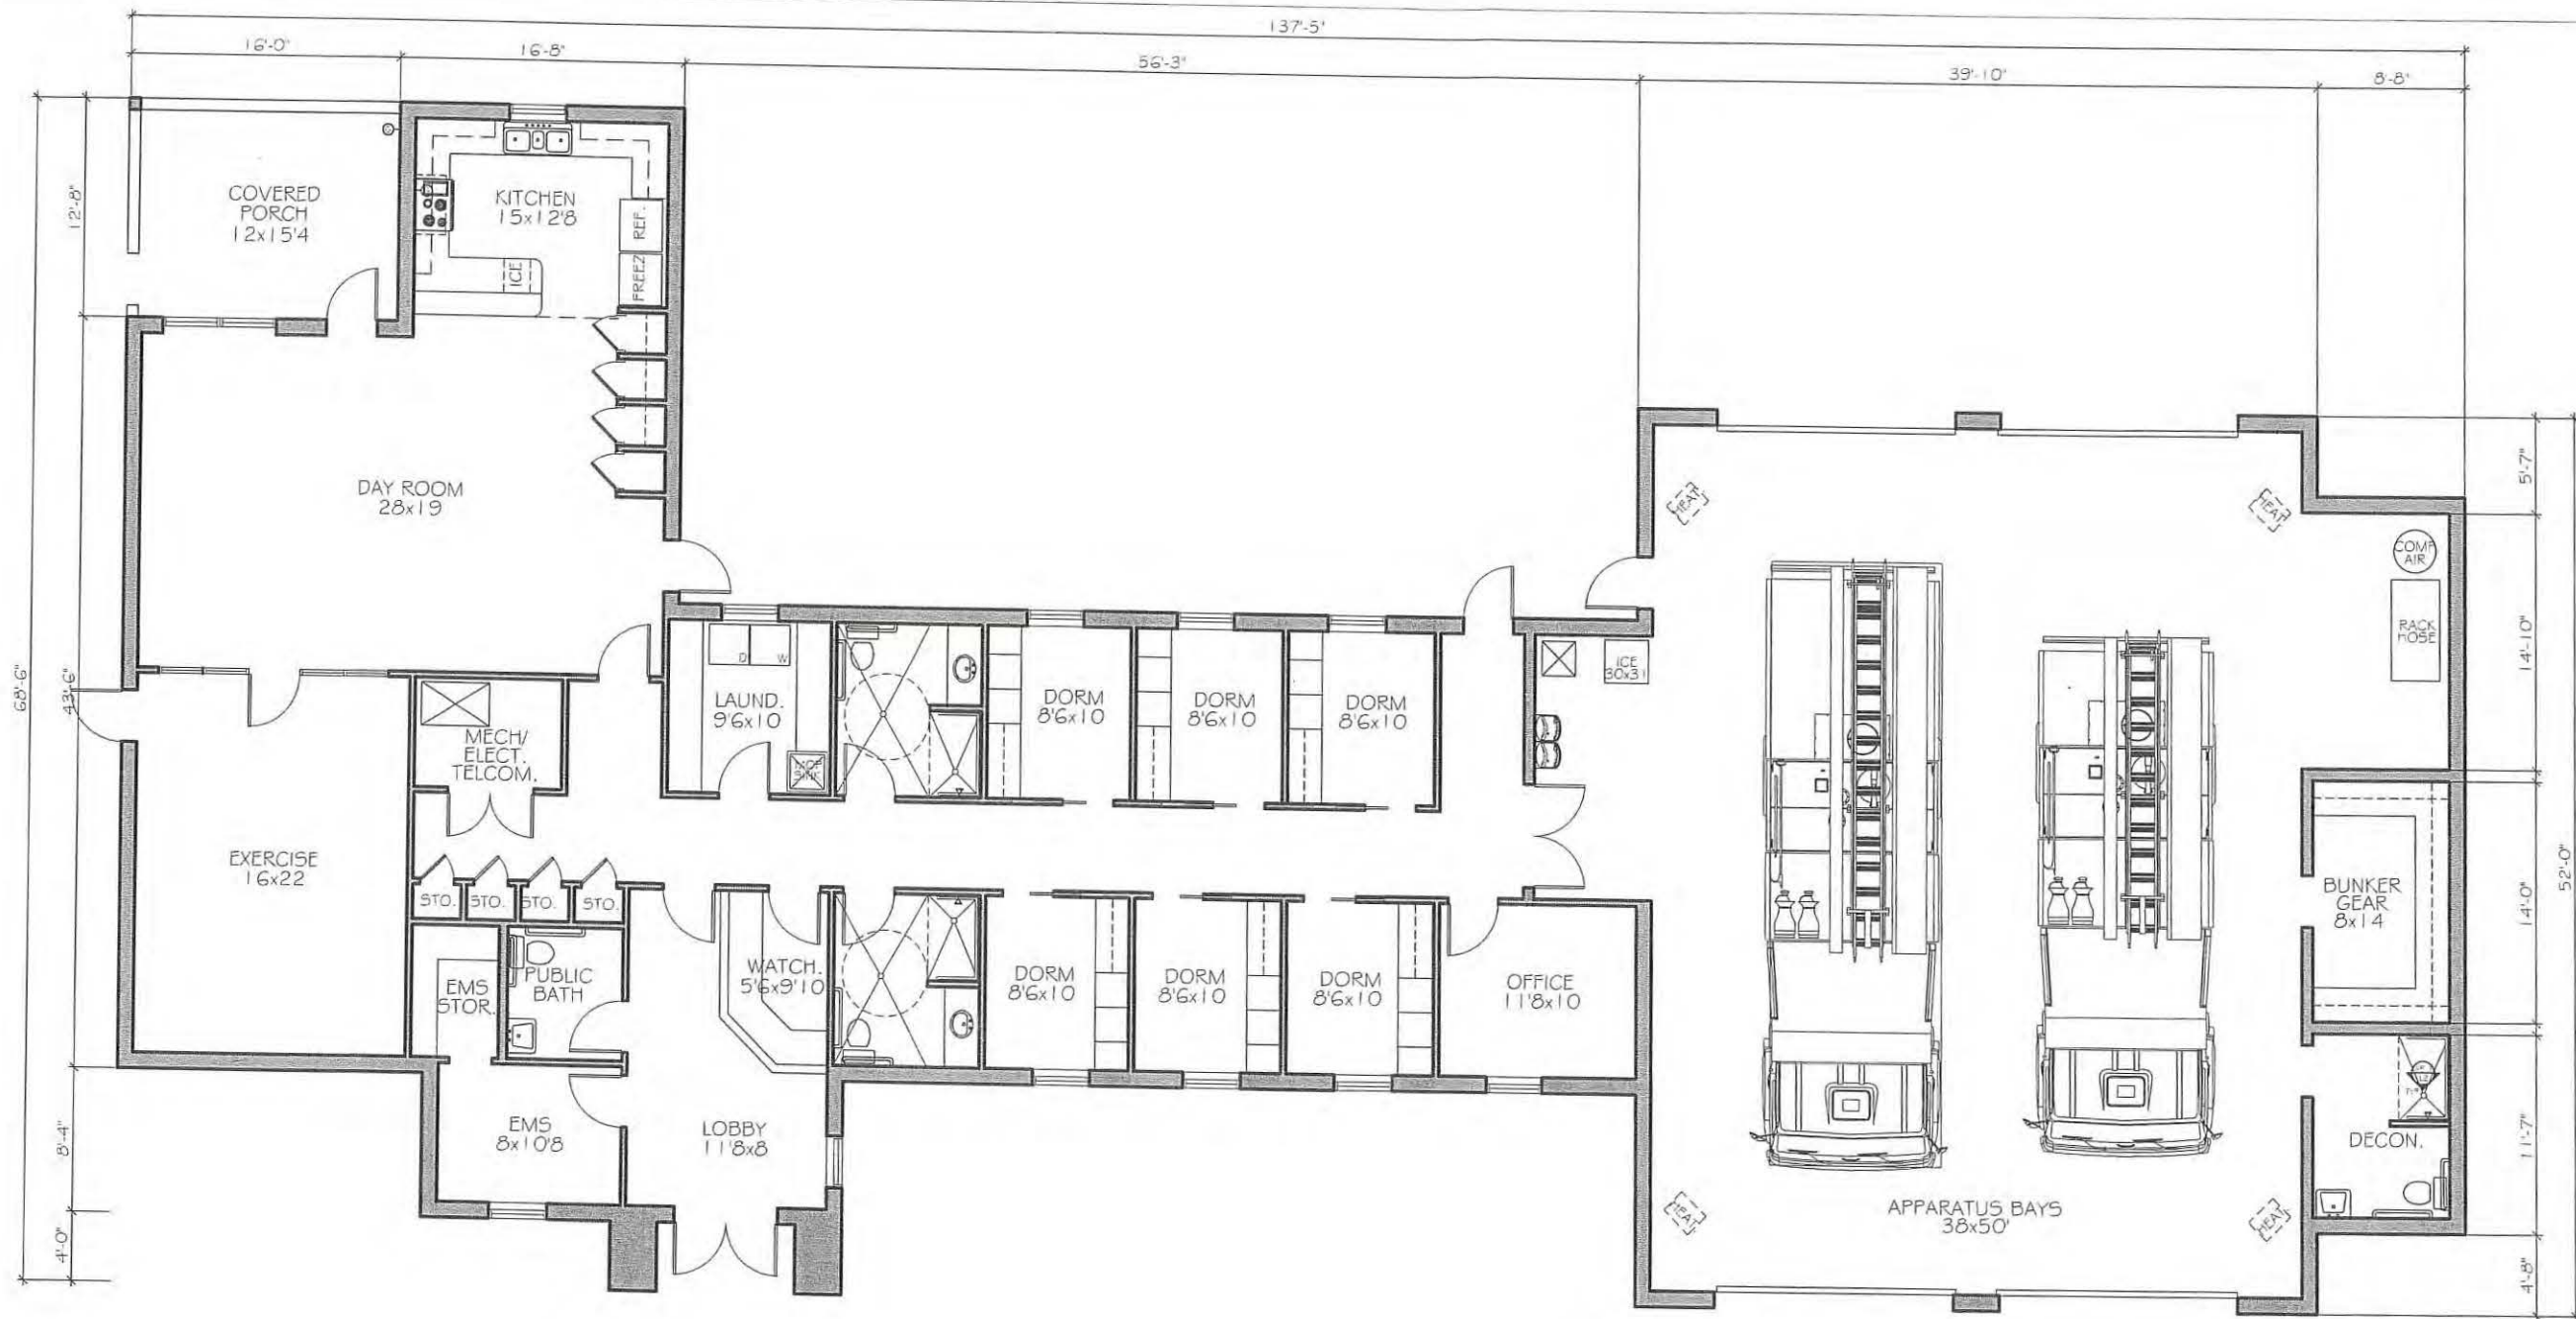 137'-5"
16'-0"
16'-8"
56'-3"
39'-10"
8'-8"
COVERED
PORCH
12x15'4
KITCHEN
15x12'8
REF.
FREEZ
ICE
12'-8"
68'-6"
43'-6"
8'-4"
4'-0"
DAY ROOM
28x19
MECH/
ELECT.
TELCOM.
EXERCISE
16x22
STO.
STO.
STO.
STO.
EMS
STOR.
PUBLIC
BATH
EMS
8x10'8
LOBBY
11'8x8
WATCH.
5'6x9'10
D
W
LAUND.
9'6x10
MOP
SINK
DORM
8'6x10
DORM
8'6x10
DORM
8'6x10
DORM
8'6x10
DORM
8'6x10
DORM
8'6x10
OFFICE
11'8x10
ICE
30x31
HEAT
HEAT
HEAT
HEAT
COMP
AIR
RACK
HOSE
BUNKER
GEAR
8x14
DECON.
APPARATUS BAYS
38x50'
5'-7"
14'-10"
14'-0"
11'-7"
4'-8"
52'-0"